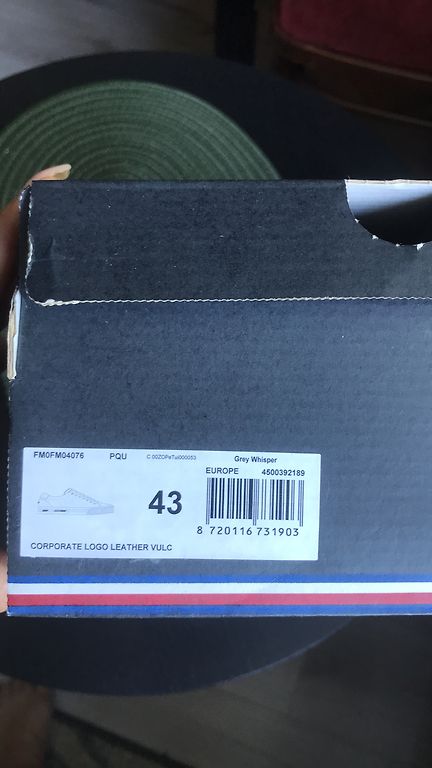 FM0FM04076 PQU C:00ZOPeTui000053 Grey Whisper
EUROPE 4500392189
43
8 720116 731903
CORPORATE LOGO LEATHER VULC